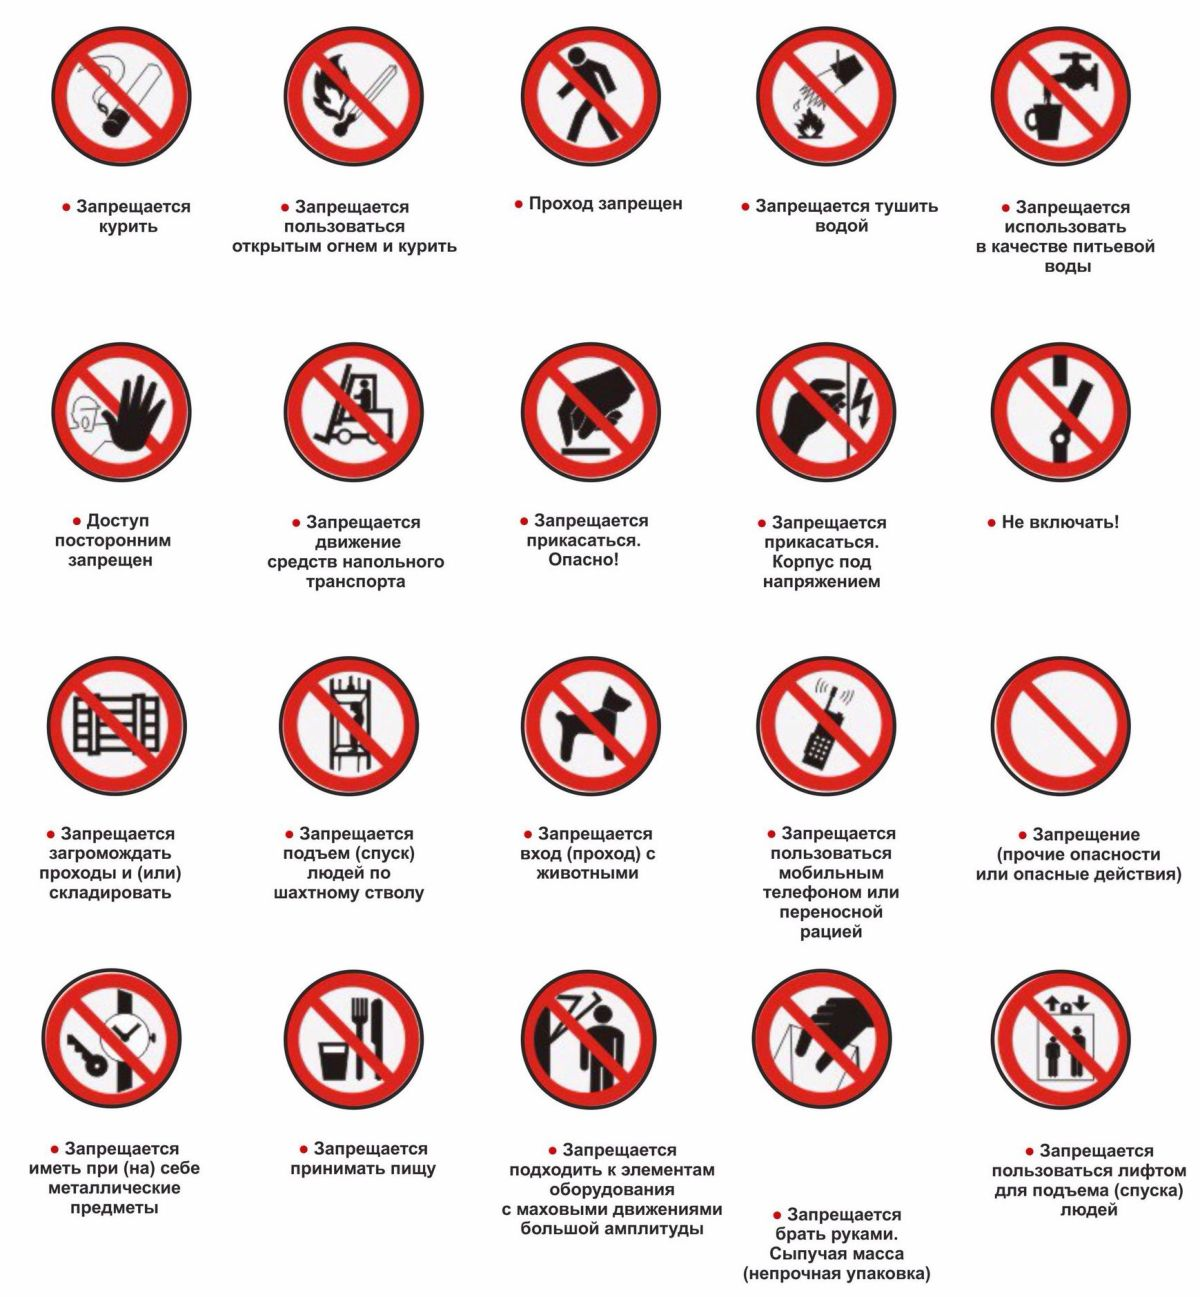 ● Запрещается
курить
● Запрещается
пользоваться
открытым огнем и курить
● Проход запрещен
● Запрещается тушить
водой
● Запрещается
использовать
в качестве питьевой
воды
● Доступ
посторонним
запрещен
● Запрещается
движение
средств напольного
транспорта
● Запрещается
прикасаться.
Опасно!
● Запрещается
прикасаться.
Корпус под
напряжением
● Не включать!
● Запрещается
загромождать
проходы и (или)
складировать
● Запрещается
подъем (спуск)
людей по
шахтному стволу
● Запрещается
вход (проход) с
животными
● Запрещается
пользоваться
мобильным
телефоном или
переносной
рацией
● Запрещение
(прочие опасности
или опасные действия)
● Запрещается
иметь при (на) себе
металлические
предметы
● Запрещается
принимать пищу
● Запрещается
подходить к элементам
оборудования
с маховыми движениями
большой амплитуды
● Запрещается
брать руками.
Сыпучая масса
(непрочная упаковка)
● Запрещается
пользоваться лифтом
для подъема (спуска)
людей